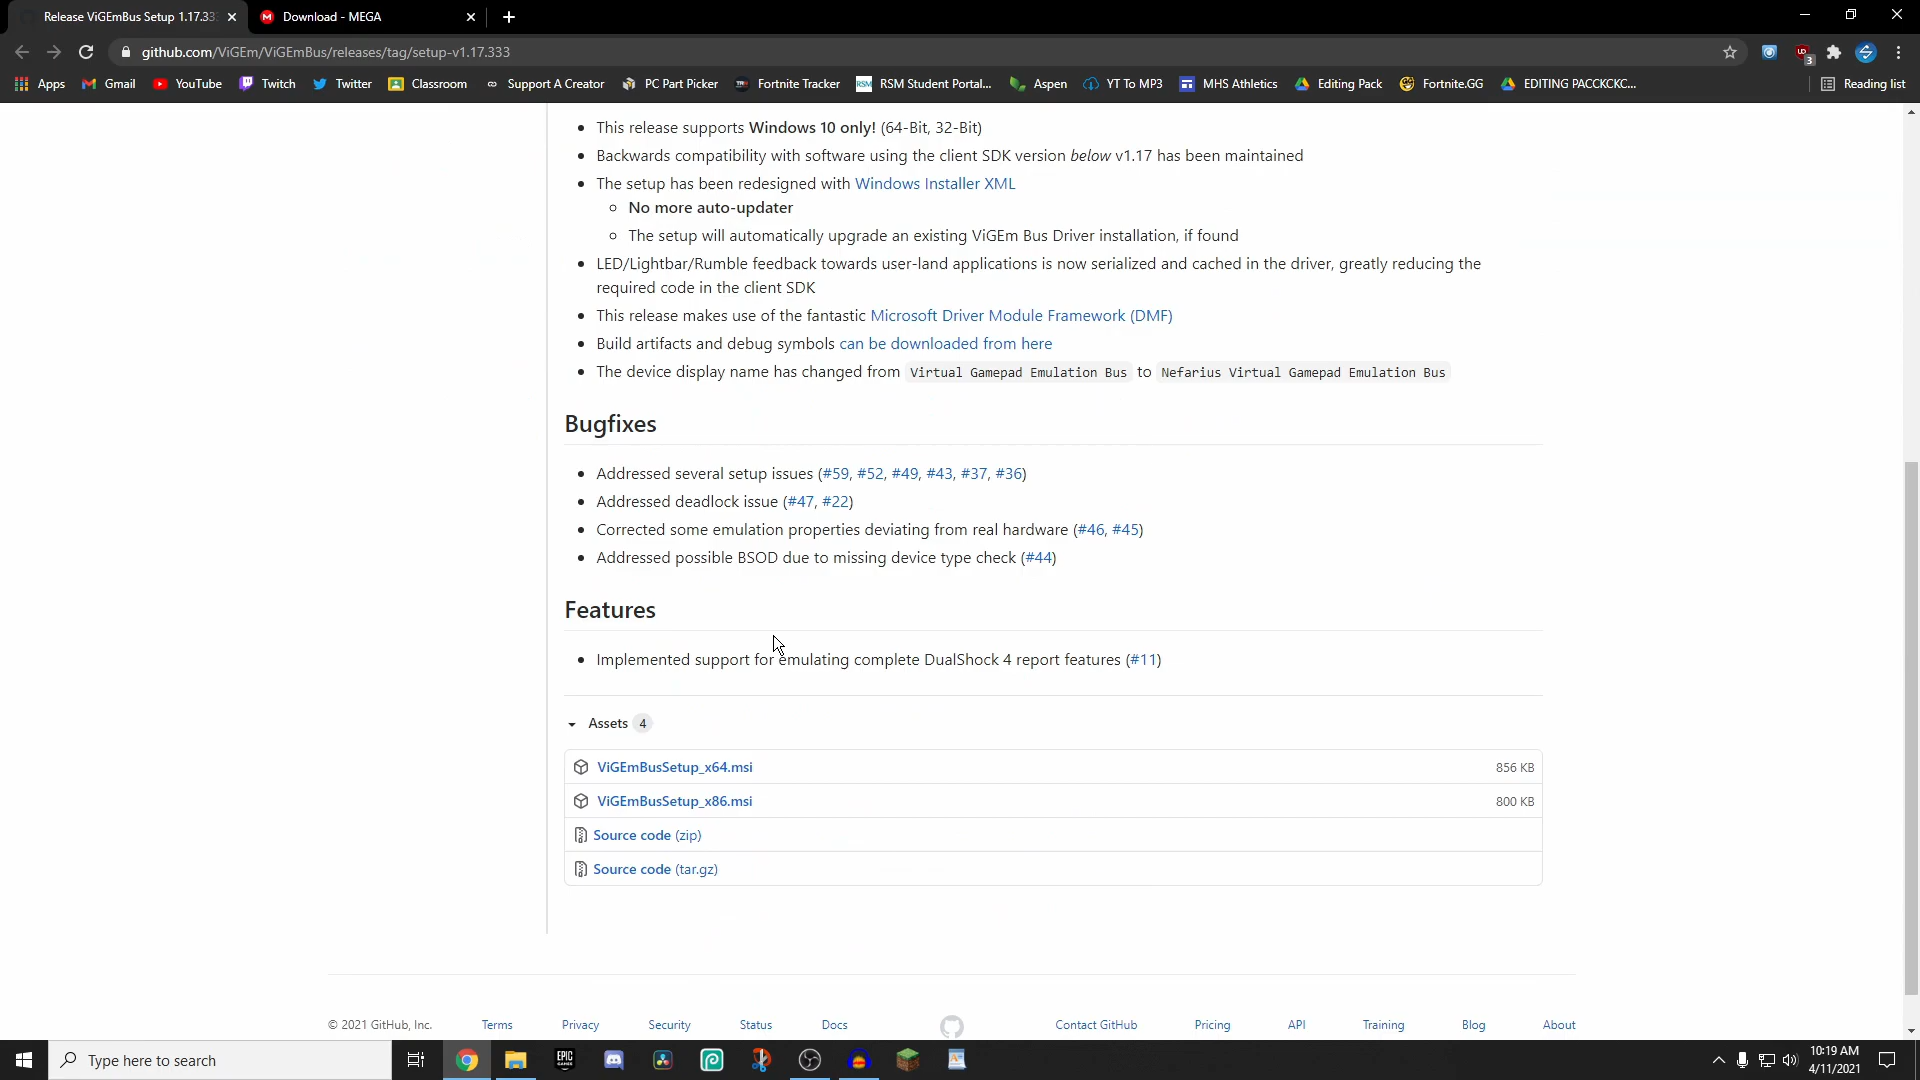 Release ViGEmBus Setup 1.17.333
Download - MEGA
github.com/ViGEm/ViGEmBus/releases/tag/setup-v1.17.333
3
Apps
Gmail
YouTube
Twitch
Twitter
Classroom
Support A Creator
PC Part Picker
Fortnite Tracker
RSM Student Portal...
Aspen
YT To MP3
MHS Athletics
Editing Pack
Fortnite.GG
EDITING PACCKCKC...
Reading list
This release supports Windows 10 only! (64-Bit, 32-Bit)
Backwards compatibility with software using the client SDK version below v1.17 has been maintained
The setup has been redesigned with Windows Installer XML
No more auto-updater
The setup will automatically upgrade an existing ViGEm Bus Driver installation, if found
LED/Lightbar/Rumble feedback towards user-land applications is now serialized and cached in the driver, greatly reducing the
required code in the client SDK
This release makes use of the fantastic Microsoft Driver Module Framework (DMF)
Build artifacts and debug symbols can be downloaded from here
The device display name has changed from Virtual Gamepad Emulation Bus to Nefarius Virtual Gamepad Emulation Bus
Bugfixes
Addressed several setup issues (#59, #52, #49, #43, #37, #36)
Addressed deadlock issue (#47, #22)
Corrected some emulation properties deviating from real hardware (#46, #45)
Addressed possible BSOD due to missing device type check (#44)
Features
Implemented support for emulating complete DualShock 4 report features (#11)
Assets 4
ViGEmBusSetup_x64.msi 856 KB
ViGEmBusSetup_x86.msi 800 KB
Source code (zip)
Source code (tar.gz)
© 2021 GitHub, Inc. Terms Privacy Security Status Docs Contact GitHub Pricing API Training Blog About
Type here to search
EPIC GAMES
10:19 AM
4/11/2021